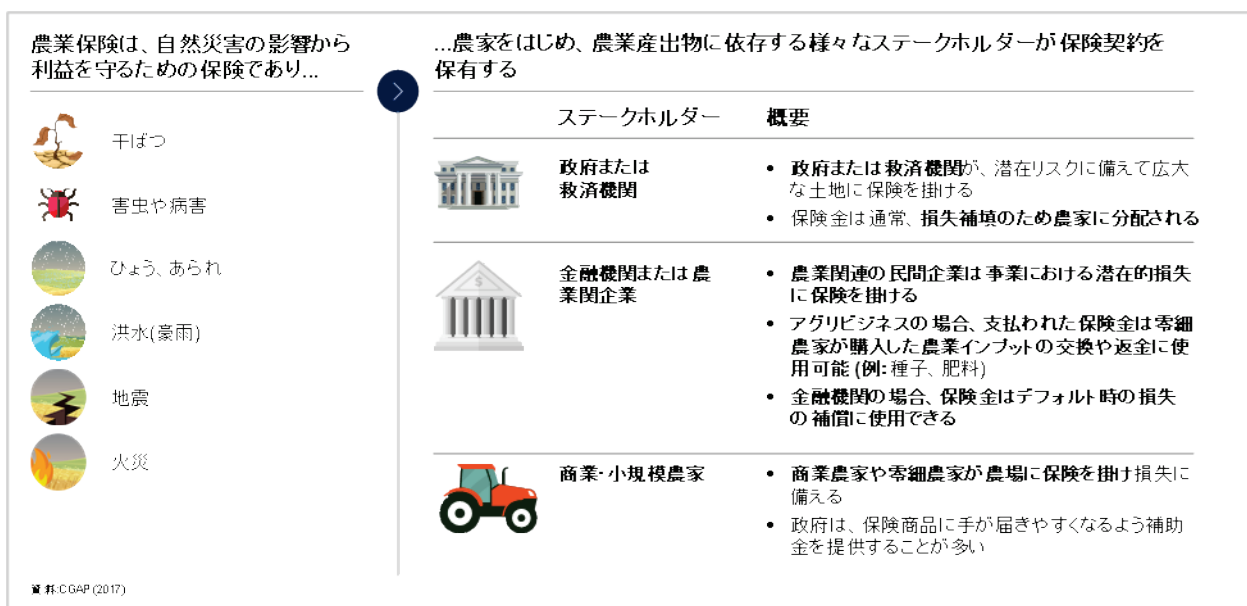 農業保険は、自然災害の影響から
利益を守るための保険であり...
干ばつ
害虫や病害
ひょう、あられ
洪水(豪雨)
地震
火災
...農家をはじめ、農業産出物に依存する様々なステークホルダーが保険契約を
保有する
ステークホルダー 概要
政府または
救済機関
• 政府または救済機関が、潜在リスクに備えて広大
な土地に保険を掛ける
• 保険金は通常、損失補填のため農家に分配される
金融機関または農
業関企業
• 農業関連の民間企業は事業における潜在的損失
に保険を掛ける
• アグリビジネスの場合、支払われた保険金は零細
農家が購入した農業インプットの交換や返金に使
用可能 (例: 種子、肥料)
• 金融機関の場合、保険金はデフォルト時の損失
の補償に使用できる
商業・小規模農家
• 商業農家や零細農家が農場に保険を掛け損失に
備える
• 政府は、保険商品に手が届きやすくなるよう補助
金を提供することが多い
資料:CGAP (2017)